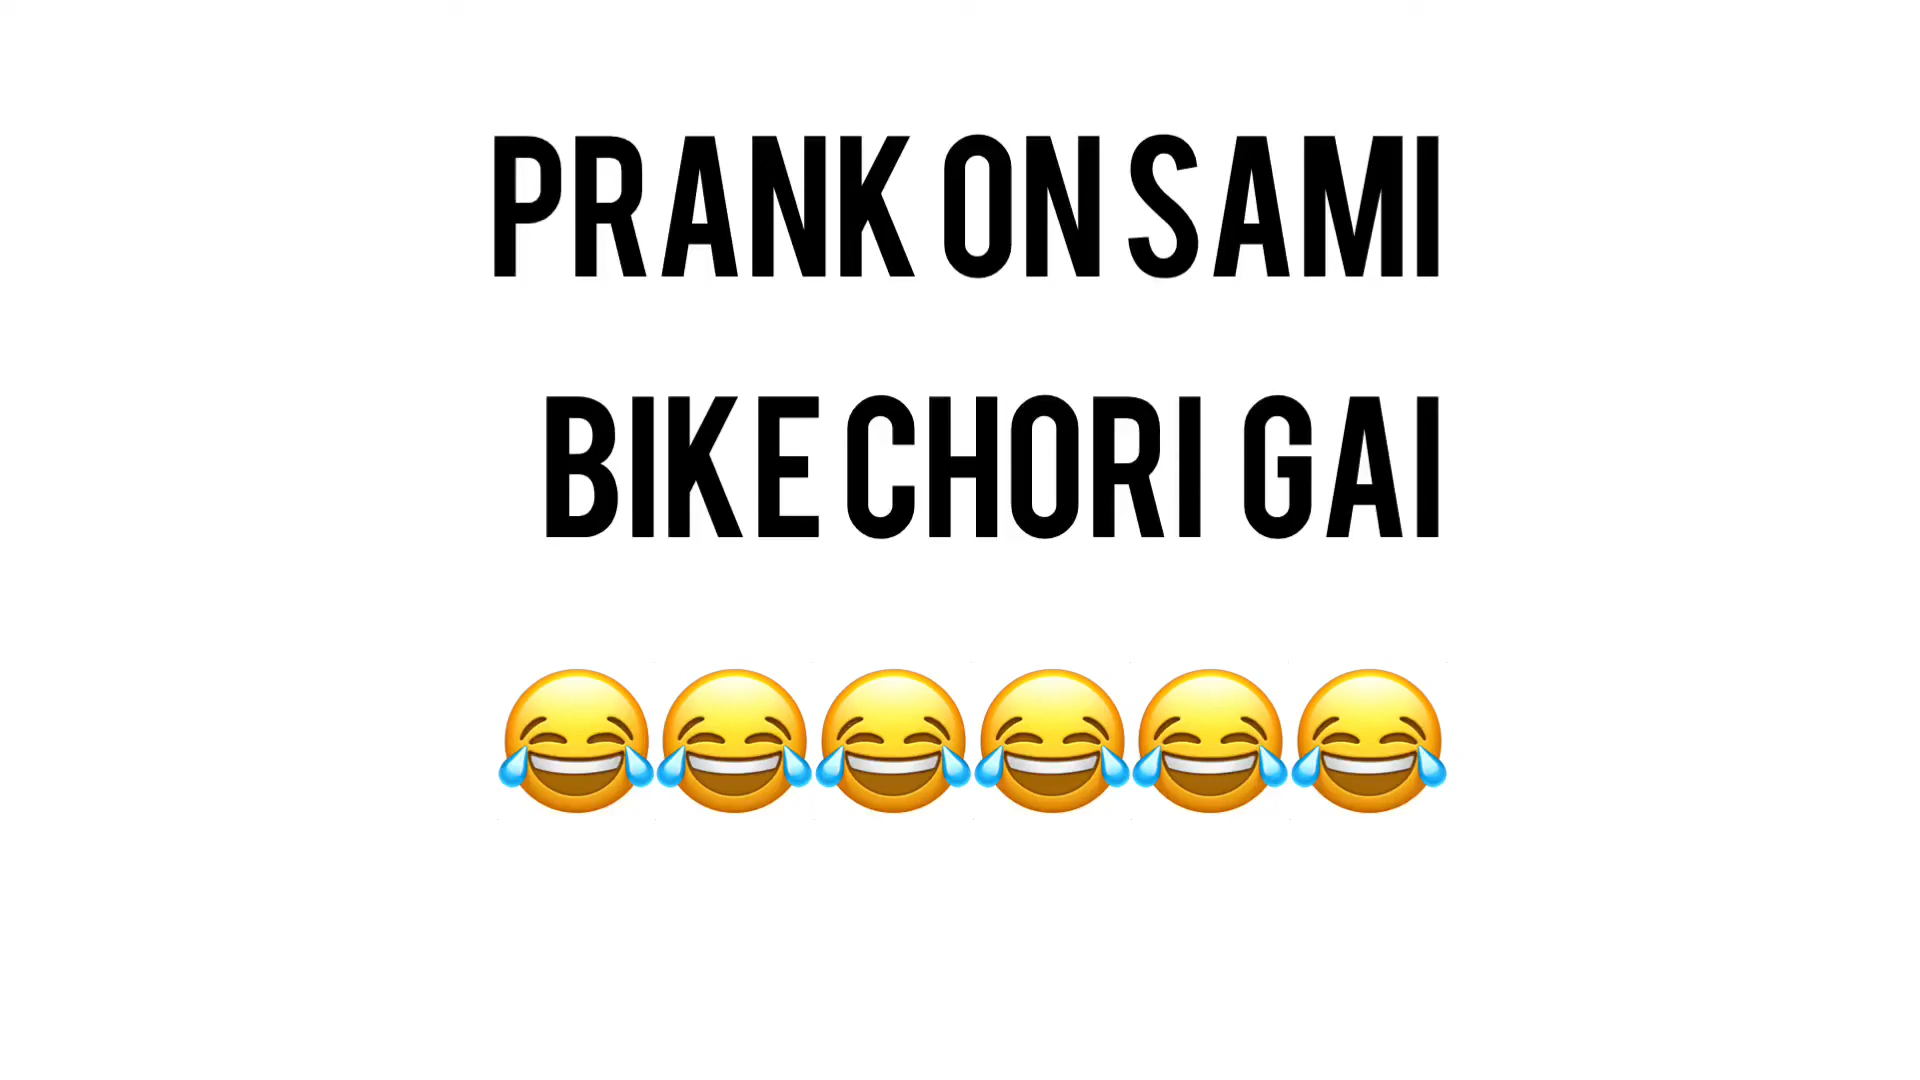 PRANK ON SAMI
BIKE CHORI GAI
😂😂😂😂😂😂